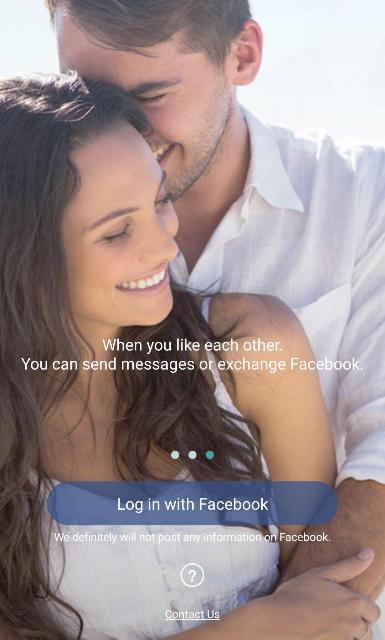 When you like each other.
You can send messages or exchange Facebook.
Log in with Facebook
We definitely will not post any information on Facebook.
?
Contact Us